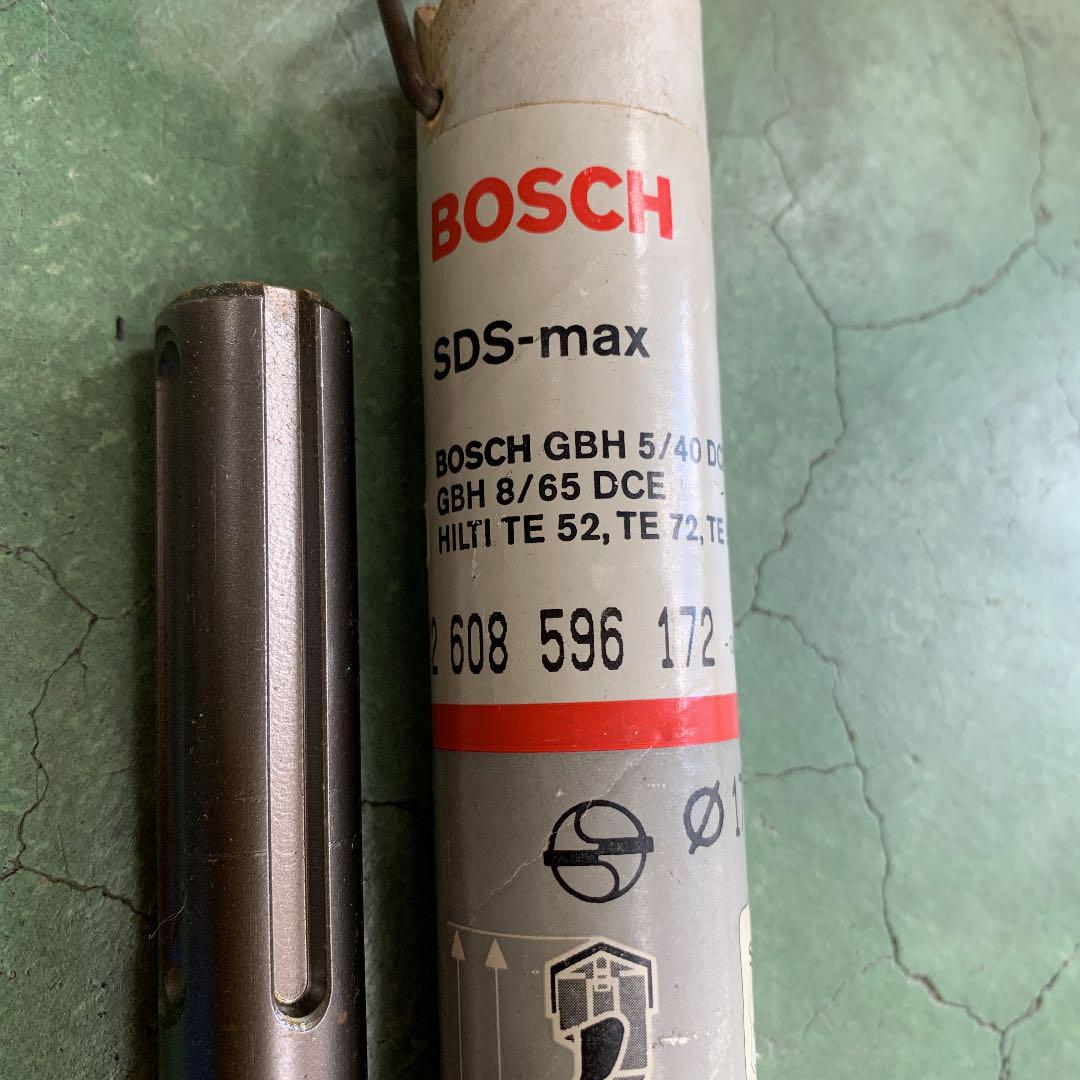 BOSCH
SDS-max
BOSCH GBH 5/40
GBH 8/65 DCE
HILTI TE 52, TE 72, TE
2 608 596 172
Ø